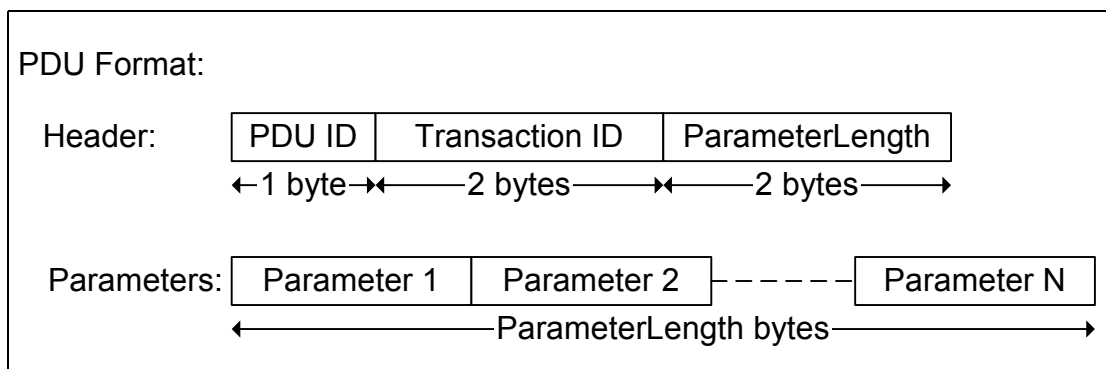 PDU Format:
Header: PDU ID Transaction ID ParameterLength
1 byte 2 bytes 2 bytes
Parameters: Parameter 1 Parameter 2 Parameter N
ParameterLength bytes